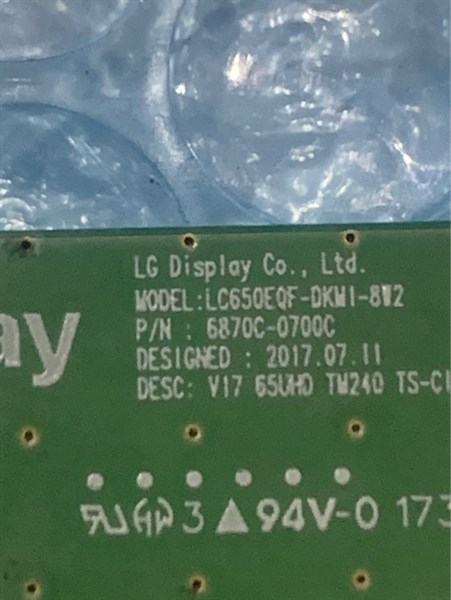 LG Display Co., Ltd.
MODEL:LC650EQF-DKM1-8V2
P/N : 6870C-0700C
ay
DESIGNED : 2017.07.11
DESC: V17 65UHD TM240 TS-C
3 94V-0 173